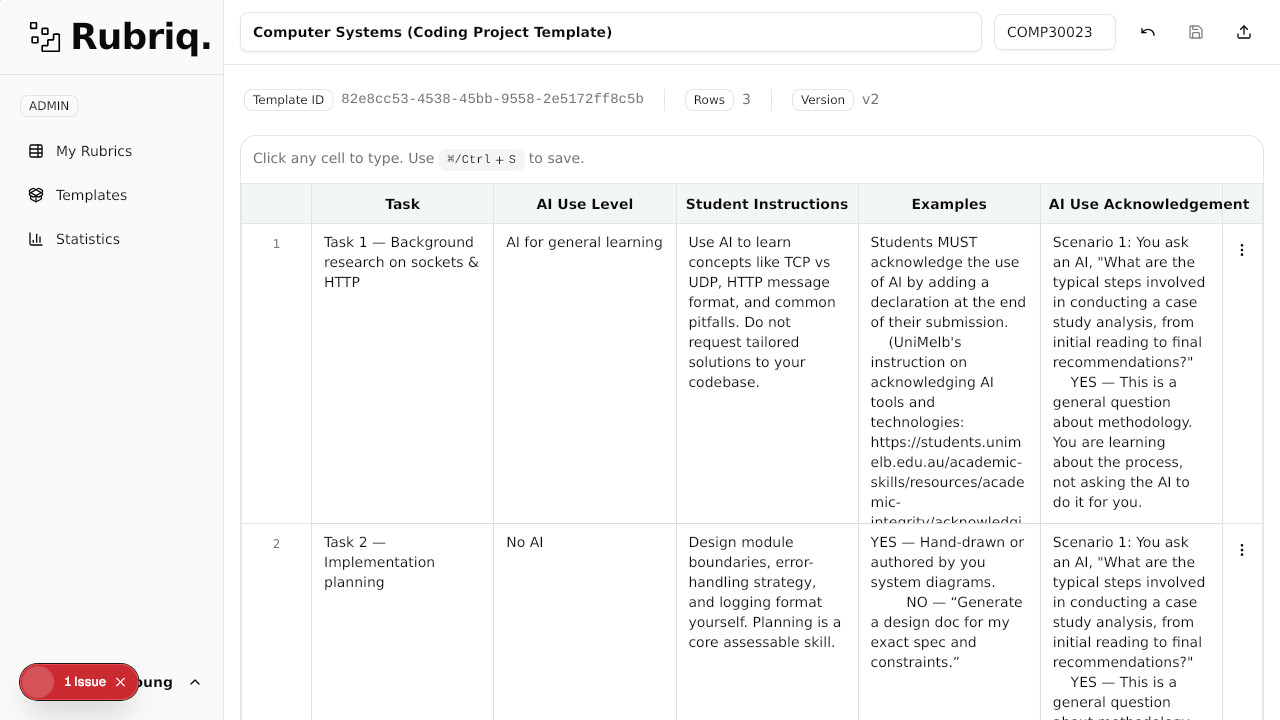 Rubriq.
Computer Systems (Coding Project Template)
COMP30023
ADMIN
My Rubrics
Templates
Statistics
Template ID 82e8cc53-4538-45bb-9558-2e5172ff8c5b Rows 3 Version v2
Click any cell to type. Use ⌘/Ctrl + S to save.
Task AI Use Level Student Instructions Examples AI Use Acknowledgement
1
Task 1 — Background
research on sockets &
HTTP
AI for general learning
Use AI to learn
concepts like TCP vs
UDP, HTTP message
format, and common
pitfalls. Do not
request tailored
solutions to your
codebase.
Students MUST
acknowledge the use
of AI by adding a
declaration at the end
of their submission.
(UniMelb's
instruction on
acknowledging AI
tools and
technologies:
https://students.unim
elb.edu.au/academic-
skills/resources/acade
mic-
integrity/acknowledgi
Scenario 1: You ask
an AI, "What are the
typical steps involved
in conducting a case
study analysis, from
initial reading to final
recommendations?"
YES — This is a
general question
about methodology.
You are learning
about the process,
not asking the AI to
do it for you.
2
Task 2 —
Implementation
planning
No AI
Design module
boundaries, error-
handling strategy,
and logging format
yourself. Planning is a
core assessable skill.
YES — Hand-drawn or
authored by you
system diagrams.
NO — “Generate
a design doc for my
exact spec and
constraints.”
Scenario 1: You ask
an AI, "What are the
typical steps involved
in conducting a case
study analysis, from
initial reading to final
recommendations?"
YES — This is a
general question
about methodology.
1 Issue
oung